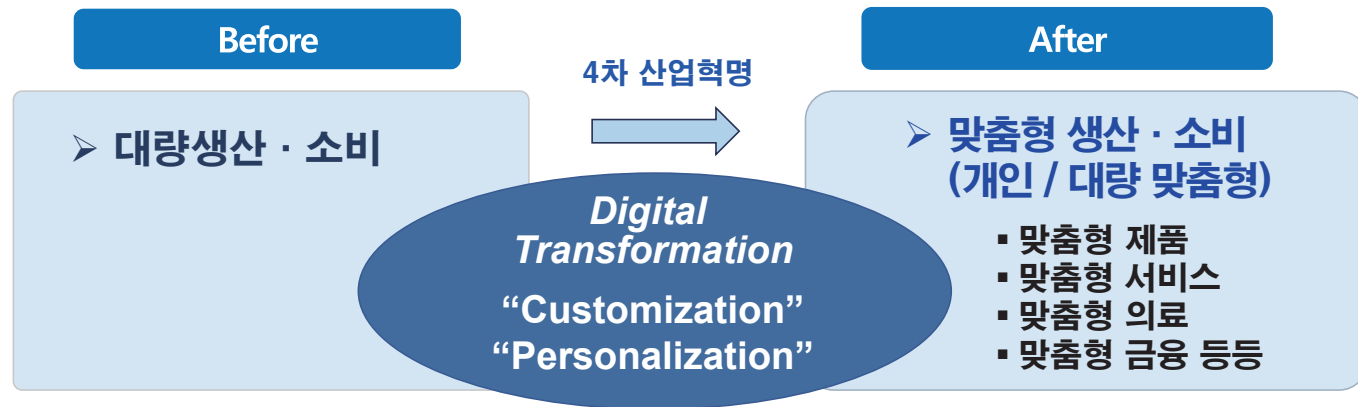 Before
4차 산업혁명
After
➢ 대량생산 · 소비
Digital
Transformation
“Customization”
“Personalization”
➢ 맞춤형 생산 · 소비
(개인 / 대량 맞춤형)
▪ 맞춤형 제품
▪ 맞춤형 서비스
▪ 맞춤형 의료
▪ 맞춤형 금융 등등